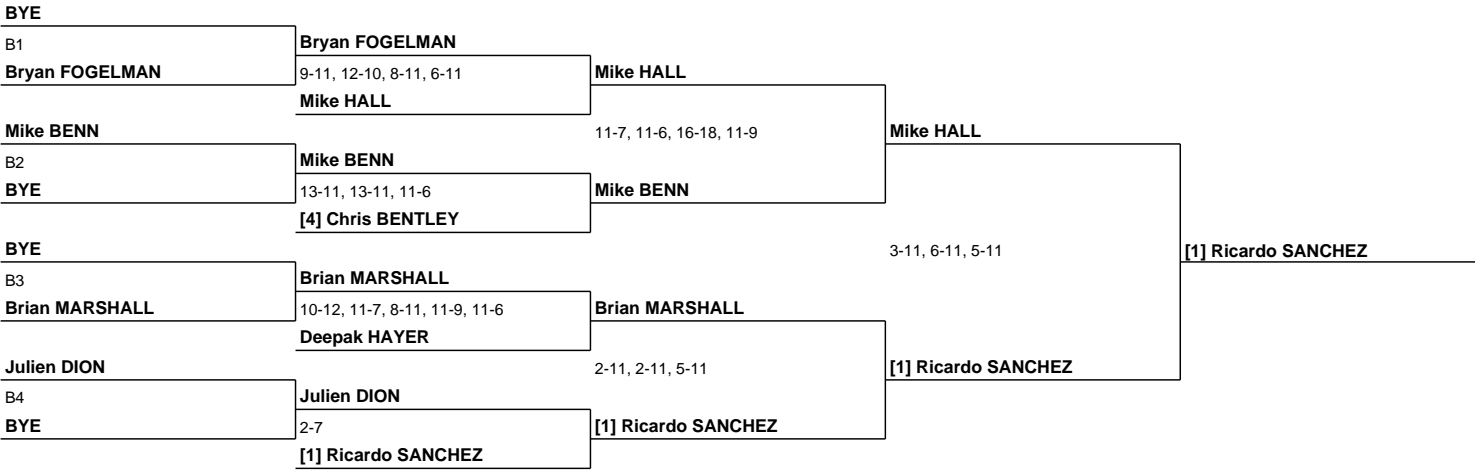 BYE
B1
Bryan FOGELMAN
Bryan FOGELMAN
9-11, 12-10, 8-11, 6-11
Mike HALL
Mike HALL
Mike BENN
B2
BYE
Mike BENN
13-11, 13-11, 11-6
[4] Chris BENTLEY
11-7, 11-6, 16-18, 11-9
Mike BENN
Mike HALL
BYE
B3
Brian MARSHALL
Brian MARSHALL
10-12, 11-7, 8-11, 11-9, 11-6
Deepak HAYER
Brian MARSHALL
Julien DION
B4
BYE
Julien DION
2-7
[1] Ricardo SANCHEZ
2-11, 2-11, 5-11
[1] Ricardo SANCHEZ
[1] Ricardo SANCHEZ
3-11, 6-11, 5-11
[1] Ricardo SANCHEZ